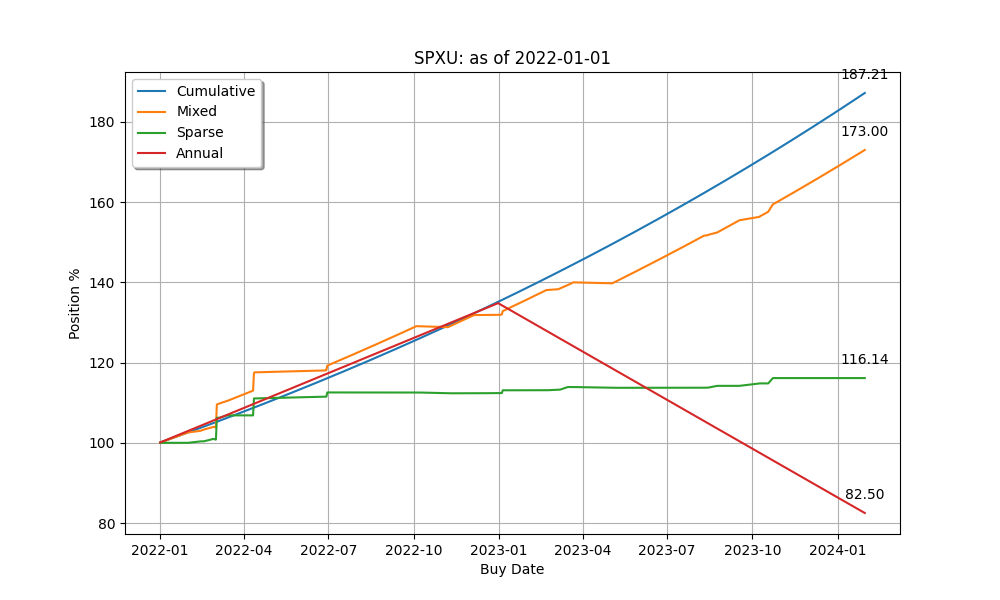 SPXU: as of 2022-01-01
187.21
Cumulative
Mixed
Sparse
Annual
173.00
116.14
82.50
180
160
140
120
100
80
Position %
2022-01 2022-04 2022-07 2022-10 2023-01 2023-04 2023-07 2023-10 2024-01
Buy Date